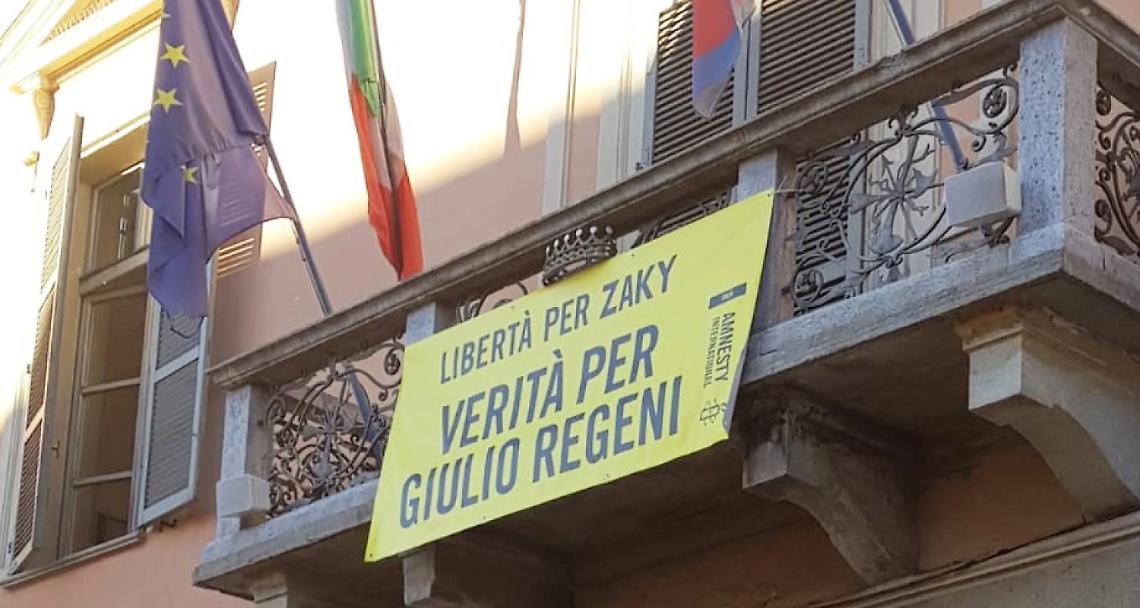 LIBERTÀ PER ZAKY
VERITÀ PER
GIULIO REGENI
AMNESTY
INTERNATIONAL